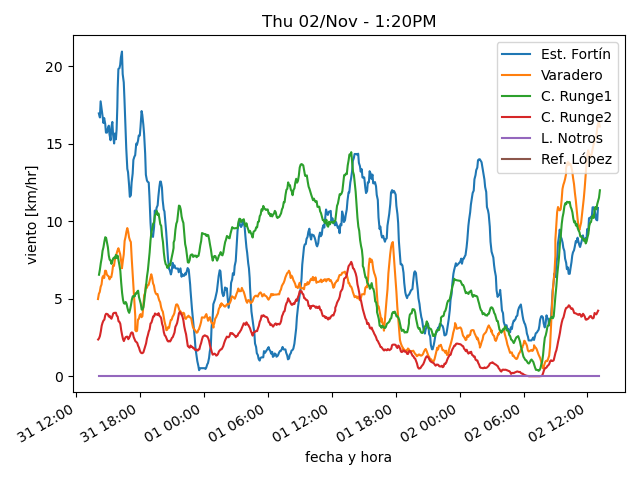 Thu 02/Nov - 1:20PM
viento [km/hr]
20
15
10
5
0
Est. Fortín
Varadero
C. Runge1
C. Runge2
L. Notros
Ref. López
31 12:00
31 18:00
01 00:00
01 06:00
01 12:00
01 18:00
02 00:00
02 06:00
02 12:00
fecha y hora